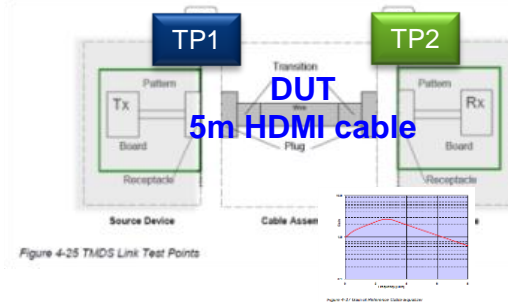 TP1
TP2
Transition
DUT
Pattern
Pattern
Tx
Rx
5m HDMI cable
Board
Plug
Board
Receptacle
Receptacle
Source Device
Cable Assem
Figure 4-25 TMDS Link Test Points